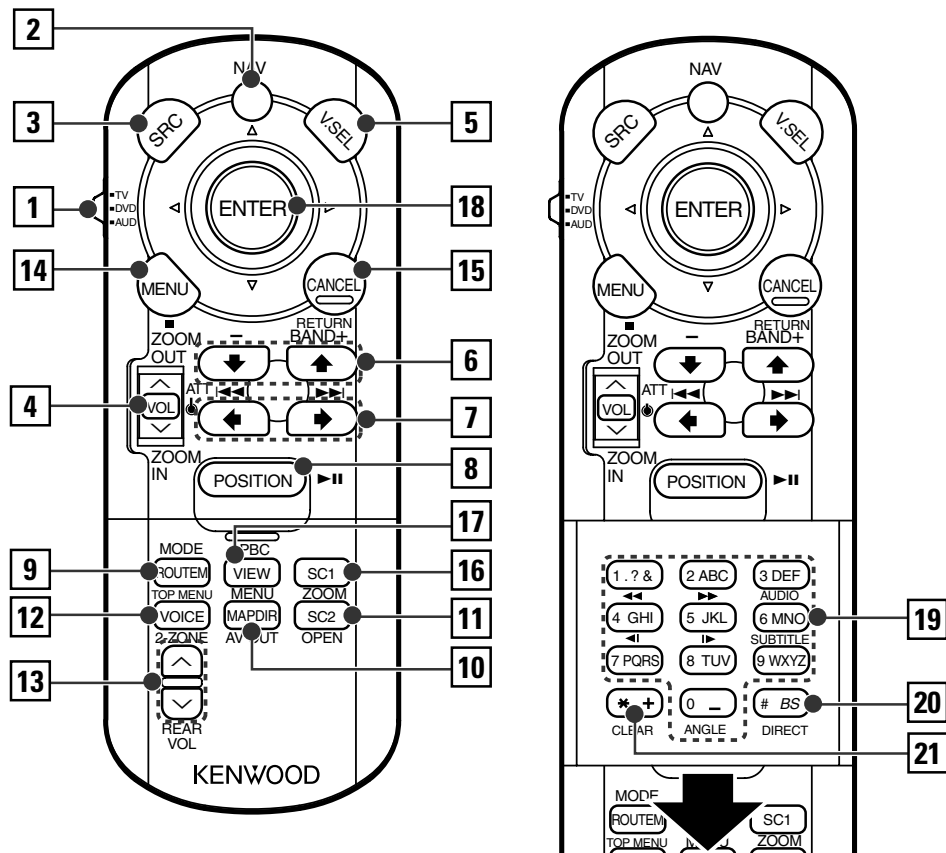 2
NAV
3
SRC
V.SEL
5
1
TV
DVD
AUD
ENTER
18
14
MENU
CANCEL
15
ZOOM
OUT
–
RETURN
BAND+
6
4
VOL
ATT
7
ZOOM
IN
POSITION
8
17
MODE
PBC
9
ROUTEM
VIEW
SC1
16
TOP MENU
MENU
ZOOM
12
VOICE
MAPDIR
SC2
11
2-ZONE
AV OUT
OPEN
10
13
REAR
VOL
KENWOOD
NAV
SRC
V.SEL
TV
DVD
AUD
ENTER
MENU
CANCEL
ZOOM
OUT
–
RETURN
BAND+
ATT
VOL
ZOOM
IN
POSITION
1 . ? &
2 ABC
3 DEF
AUDIO
4 GHI
5 JKL
6 MNO
19
SUBTITLE
7 PQRS
8 TUV
9 WXYZ
* +
0 _
# BS
20
CLEAR
ANGLE
DIRECT
21
MODE
ROUTEM
SC1
TOP MENU
MENU
ZOOM